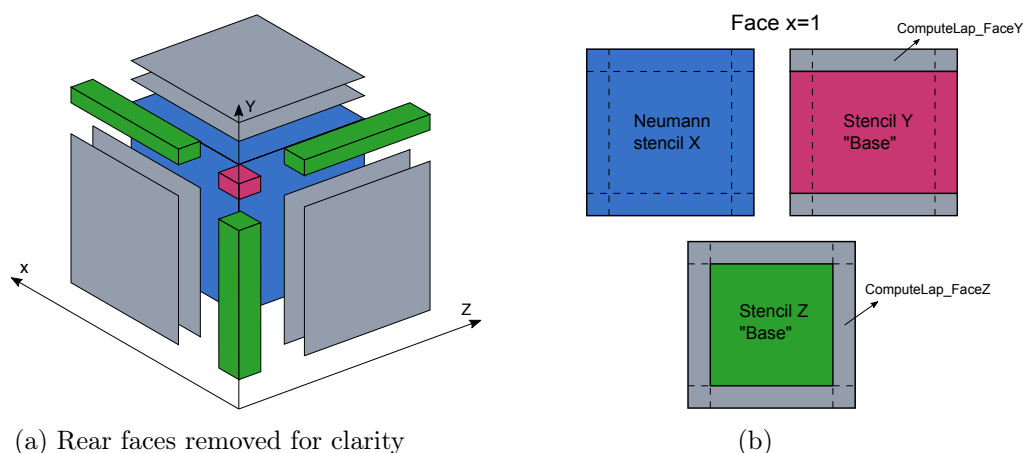 Y
x
Z
(a) Rear faces removed for clarity
Face x=1
ComputeLap_FaceY
Neumann
stencil X
Stencil Y
"Base"
Stencil Z
"Base"
ComputeLap_FaceZ
(b)